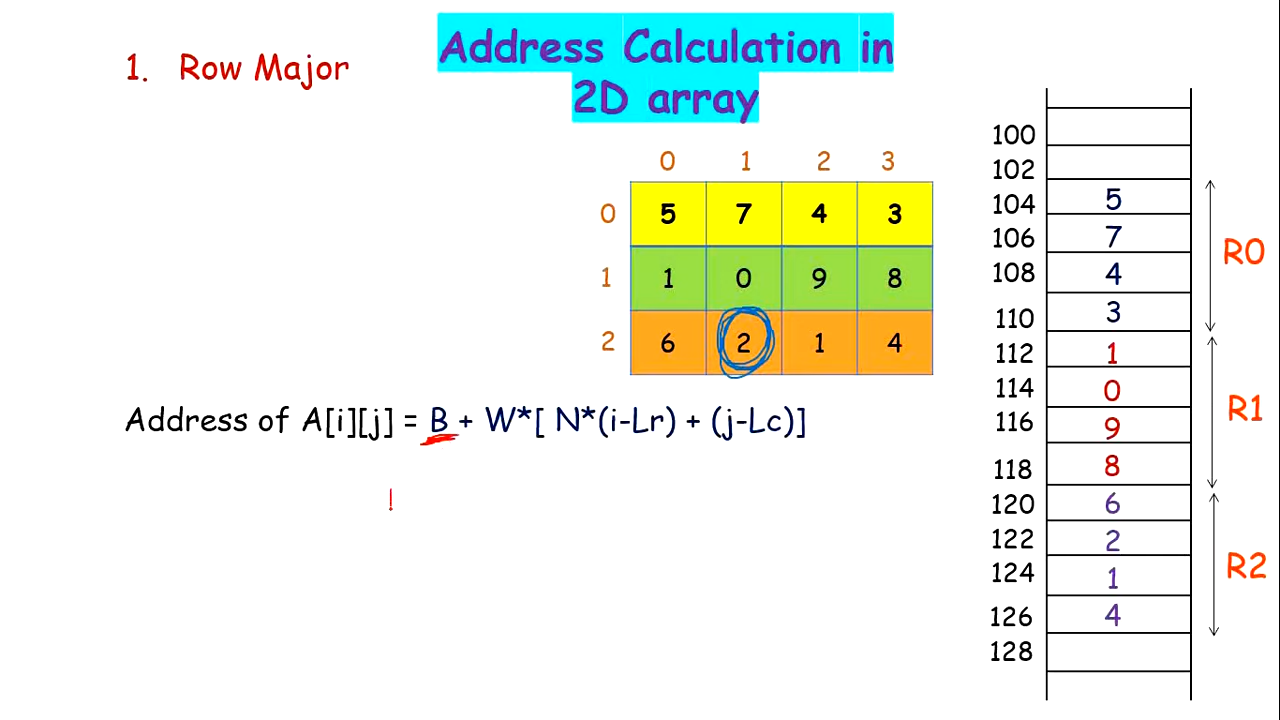 1. Row Major
Address Calculation in
2D array
0 1 2 3
0 5 7 4 3
1 1 0 9 8
2 6 2 1 4
Address of A[i][j] = B + W*[ N*(i-Lr) + (j-Lc)]
100
102
104 5
106 7
108 4
110 3
R0
112 1
114 0
116 9
118 8
R1
120 6
122 2
124 1
126 4
R2
128